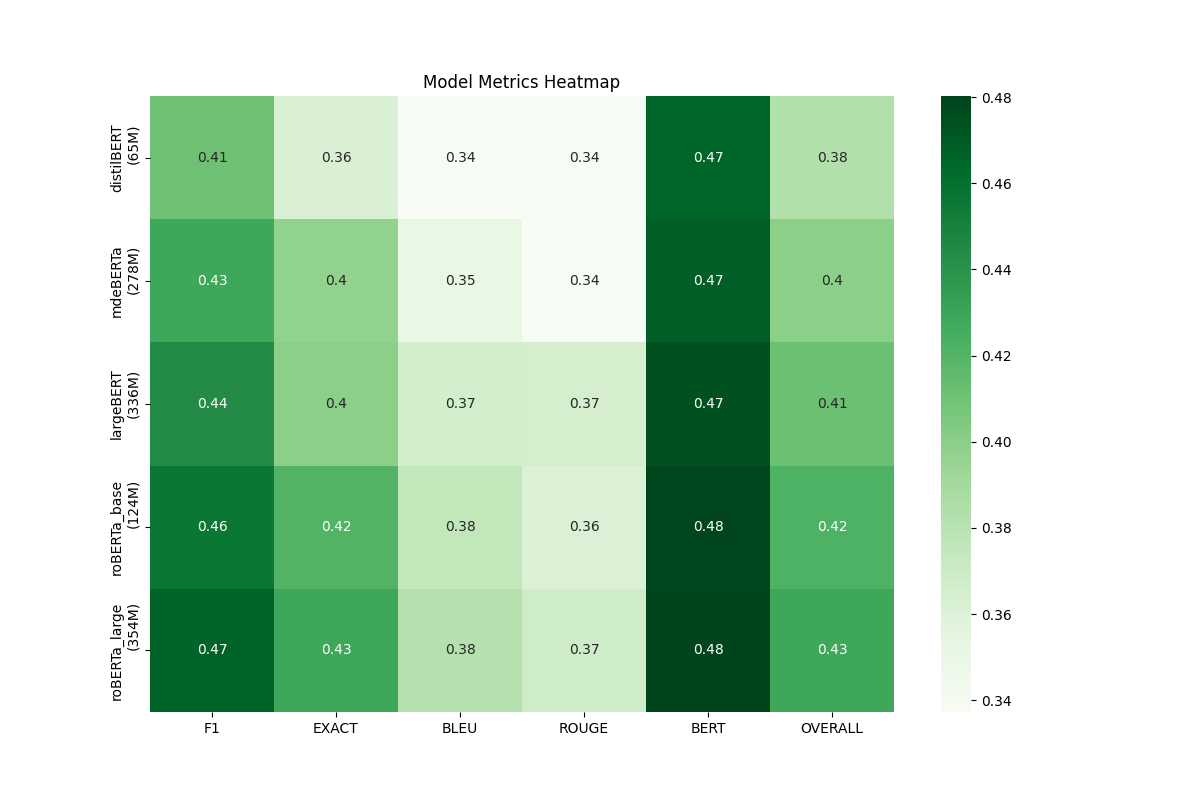 Model Metrics Heatmap
distilBERT
(65M)
0.41 0.36 0.34 0.34 0.47 0.38
mdeBERTa
(278M)
0.43 0.4 0.35 0.34 0.47 0.4
largeBERT
(336M)
0.44 0.4 0.37 0.37 0.47 0.41
roBERTa_base
(124M)
0.46 0.42 0.38 0.36 0.48 0.42
roBERTa_large
(354M)
0.47 0.43 0.38 0.37 0.48 0.43
F1 EXACT BLEU ROUGE BERT OVERALL
0.48
0.46
0.44
0.42
0.40
0.38
0.36
0.34